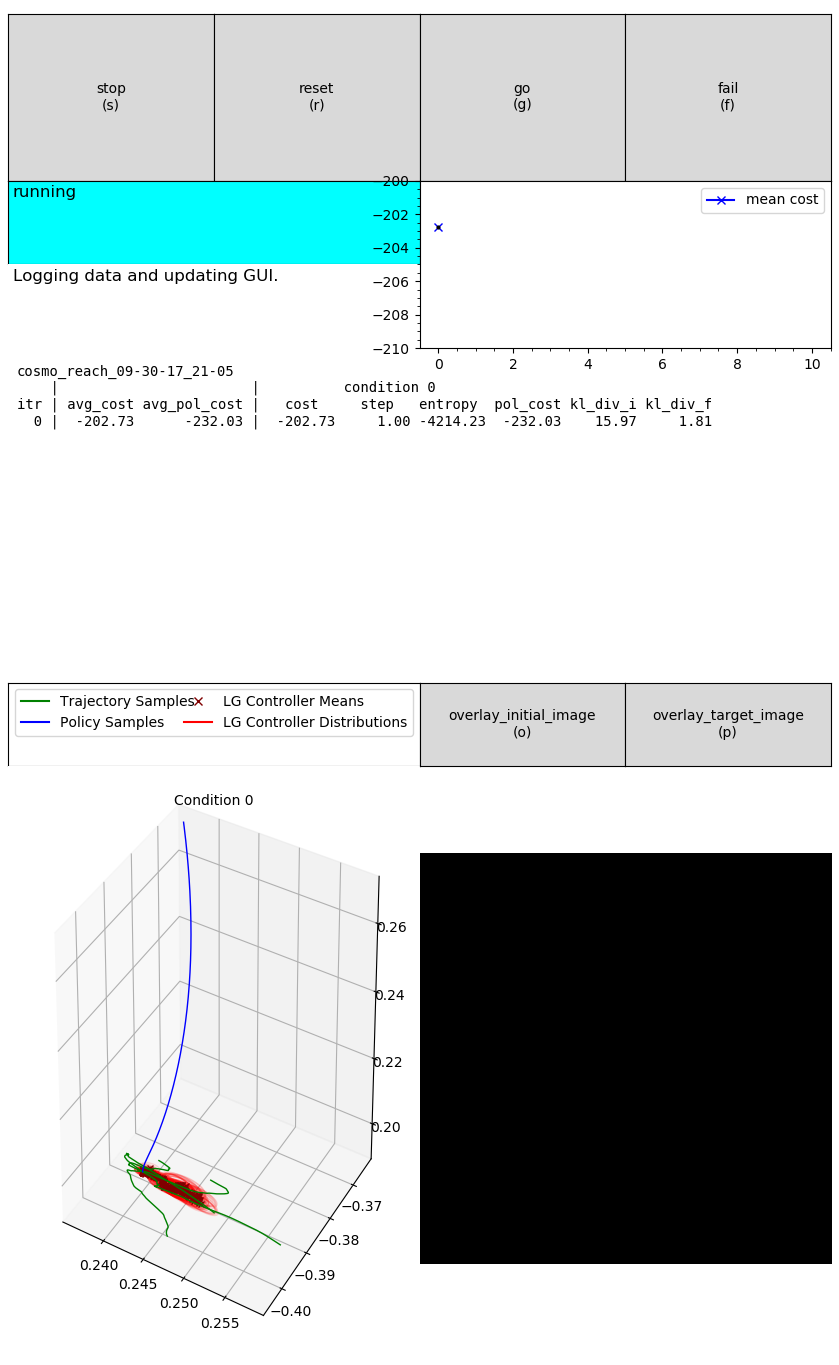 stop
(s)
reset
(r)
go
(g)
fail
(f)
running
Logging data and updating GUI.
−200
−202
−204
−206
−208
−210
0 2 4 6 8 10
mean cost
cosmo_reach_09-30-17_21-05
| | condition 0
itr | avg_cost avg_pol_cost | cost step entropy pol_cost kl_div_i kl_div_f
0 | -202.73 -232.03 | -202.73 1.00 -4214.23 -232.03 15.97 1.81
Trajectory Samples
Policy Samples
LG Controller Means
LG Controller Distributions
overlay_initial_image
(o)
overlay_target_image
(p)
Condition 0
0.26
0.24
0.22
0.20
−0.37
−0.38
−0.39
−0.40
0.240
0.245
0.250
0.255